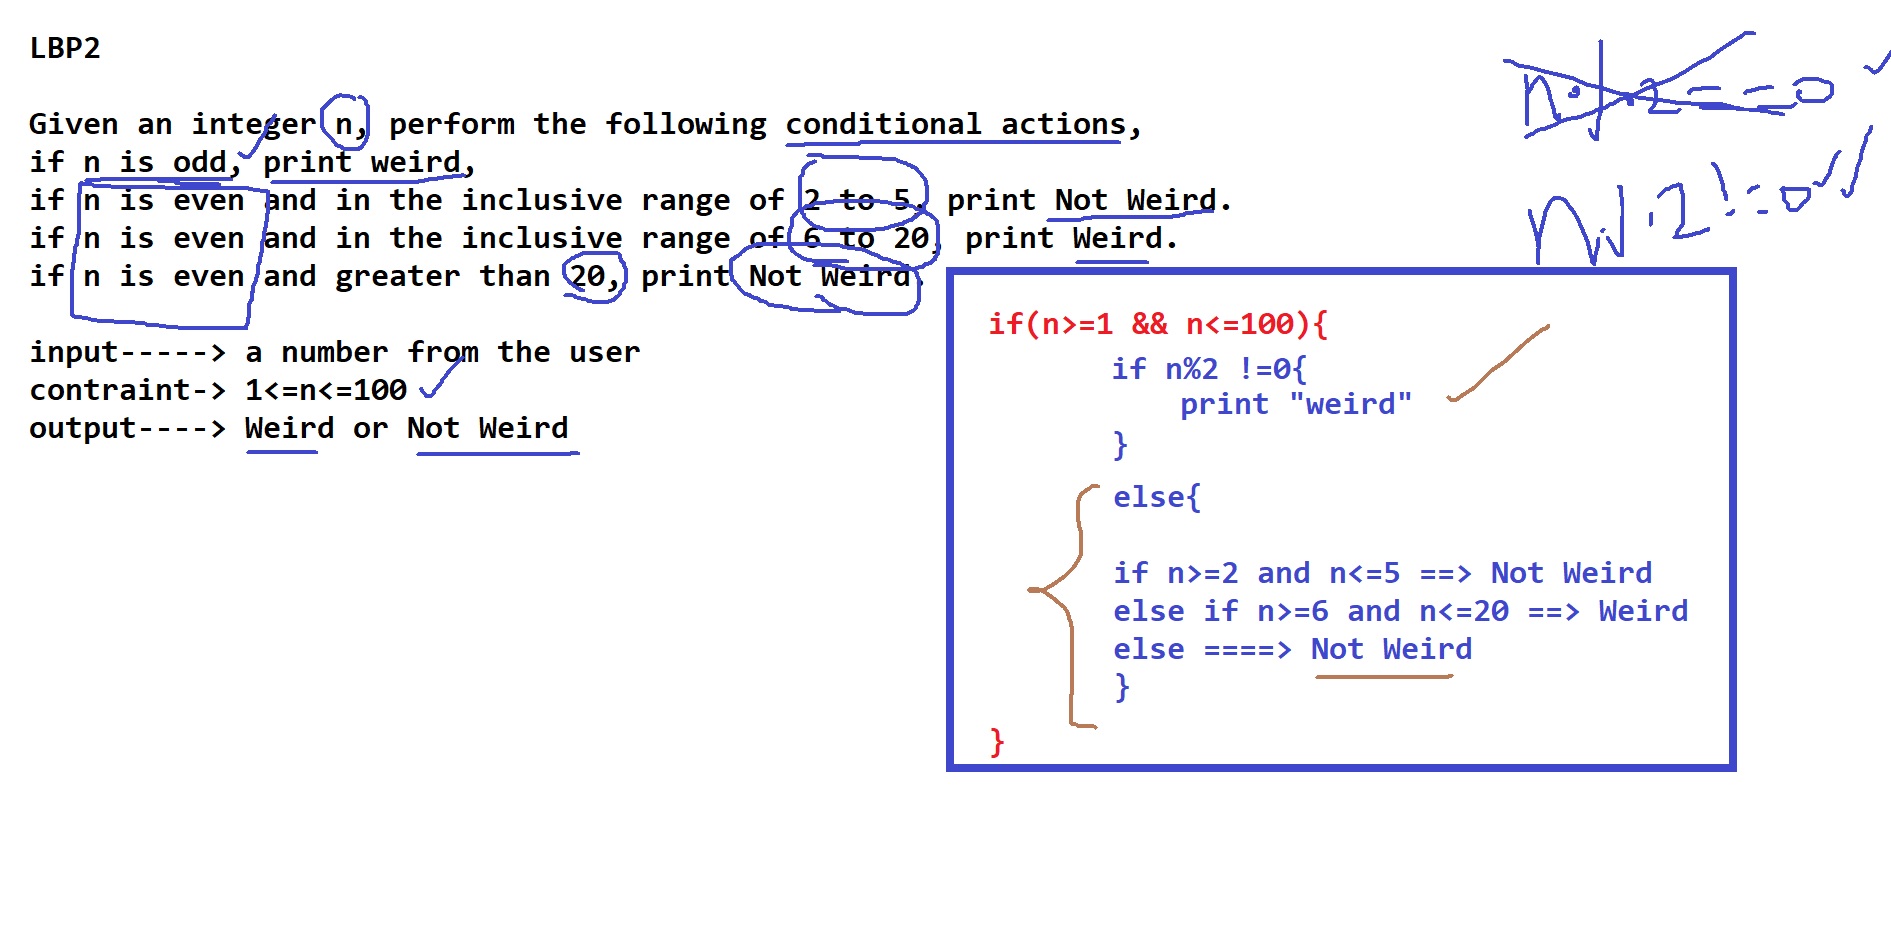 LBP2
Given an integer n, perform the following conditional actions,
if n is odd, print weird,
if n is even and in the inclusive range of 2 to 5, print Not Weird.
if n is even and in the inclusive range of 6 to 20, print Weird.
if n is even and greater than 20, print Not Weird.
input-----> a number from the user
contraint-> 1<=n<=100
output----> Weird or Not Weird
n%2==0
n%2!=0
if(n>=1 && n<=100){
if n%2 !=0{
print "weird"
}
else{
if n>=2 and n<=5 ==> Not Weird
else if n>=6 and n<=20 ==> Weird
else ====> Not Weird
}
}